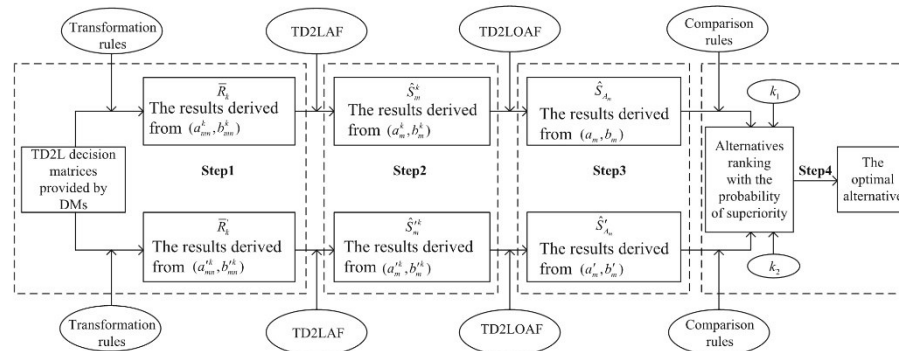 Transformation
rules
TD2LAF
TD2LOAF
Comparison
rules
R̅ₖ
The results derived
from (aᵏₘₙ,bᵏₘₙ)
Ŝᵏₘ
The results derived
from (aᵏₘ,bᵏₘ)
Ŝ_Aₘ
The results derived
from (aₘ,bₘ)
k₁
TD2L decision
matrices
provided by
DMs
Step1
Step2
Step3
Alternatives
ranking
with the
probability
of superiority
Step4
The
optimal
alternative
R̅ₖ
The results derived
from (a′ᵏₘₙ,b′ᵏₘₙ)
Ŝ′ᵏₘ
The results derived
from (a′ᵏₘ,b′ᵏₘ)
Ŝ′_Aₘ
The results derived
from (a′ₘ,b′ₘ)
k₂
Transformation
rules
TD2LAF
TD2LOAF
Comparison
rules